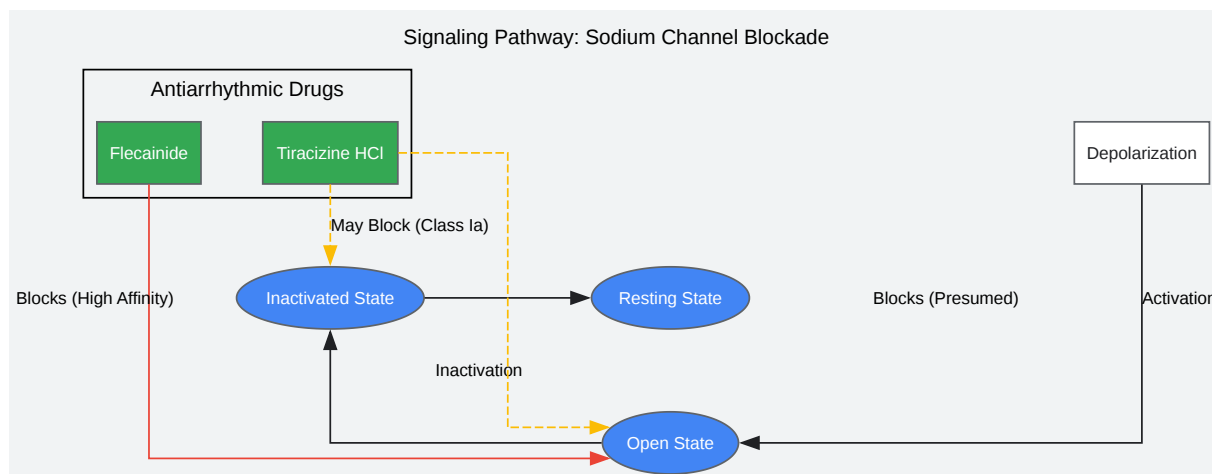 Signaling Pathway: Sodium Channel Blockade
Antiarrhythmic Drugs
Flecainide
Tiracizine HCl
Depolarization
May Block (Class Ia)
Blocks (High Affinity)
Inactivated State
Resting State
Blocks (Presumed)
Activation
Inactivation
Open State